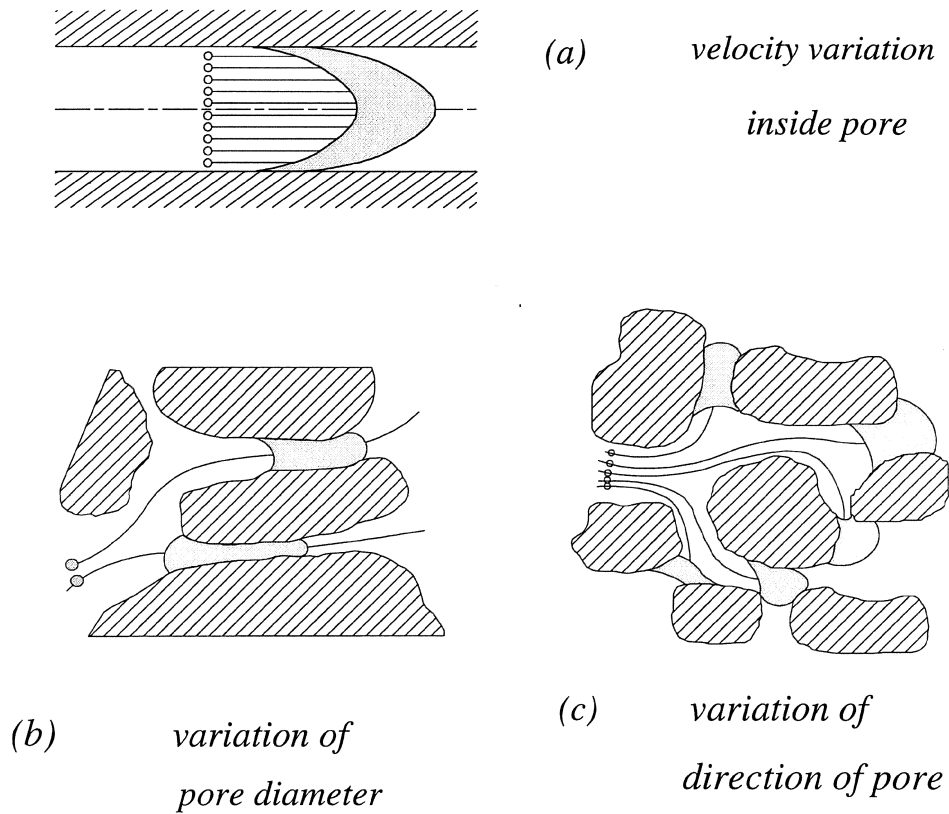 (a) velocity variation
inside pore
(b) variation of
pore diameter
(c) variation of
direction of pore